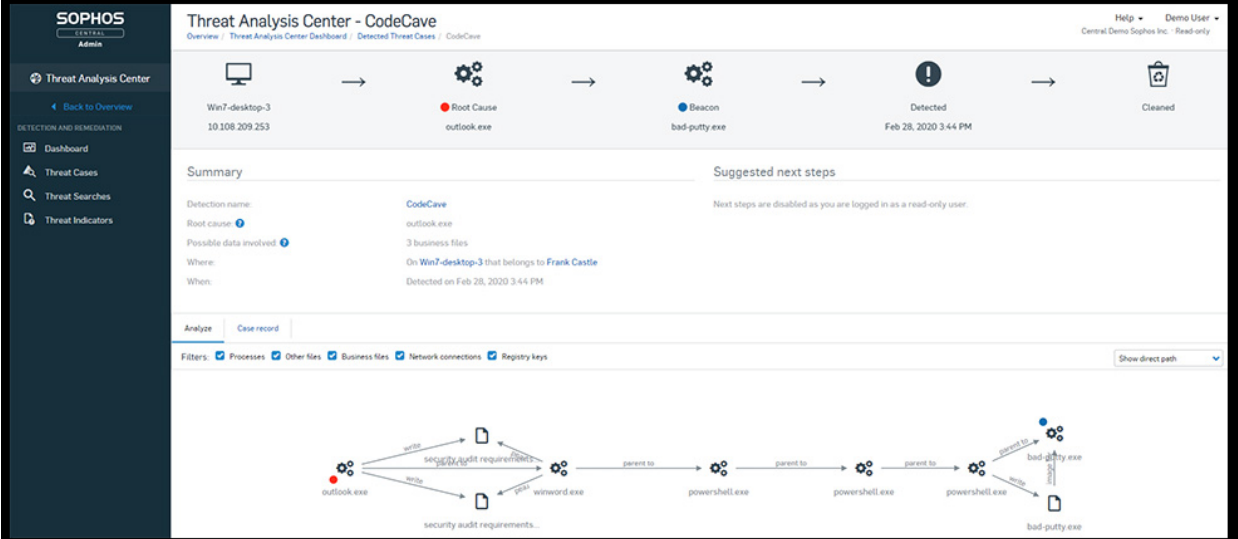 SOPHOS
CENTRAL
Admin
Threat Analysis Center
Back to Overview
DETECTION AND REMEDIATION
Dashboard
Threat Cases
Threat Searches
Threat Indicators
Threat Analysis Center - CodeCave
Overview / Threat Analysis Center Dashboard / Detected Threat Cases / CodeCave
Help Demo User
Central Demo Sophos Inc. · Read-only
Win7-desktop-3 Root Cause Beacon Detected Cleaned
10.108.209.253 outlook.exe bad-putty.exe Feb 28, 2020 3:44 PM
Summary
Detection name: CodeCave
Root cause: ? outlook.exe
Possible data involved: ? 3 business files
Where: On Win7-desktop-3 that belongs to Frank Castle
When: Detected on Feb 28, 2020 3:44 PM
Suggested next steps
Next steps are disabled as you are logged in as a read-only user.
Analyze Case record
Filters: Processes Other files Business files Network connections Registry keys
Show direct path
write
security audit requirements...
parent to
read
outlook.exe
write
read
security audit requirements...
winword.exe
parent to
powershell.exe
parent to
powershell.exe
parent to
powershell.exe
parent to
bad-putty.exe
write
image
bad-putty.exe